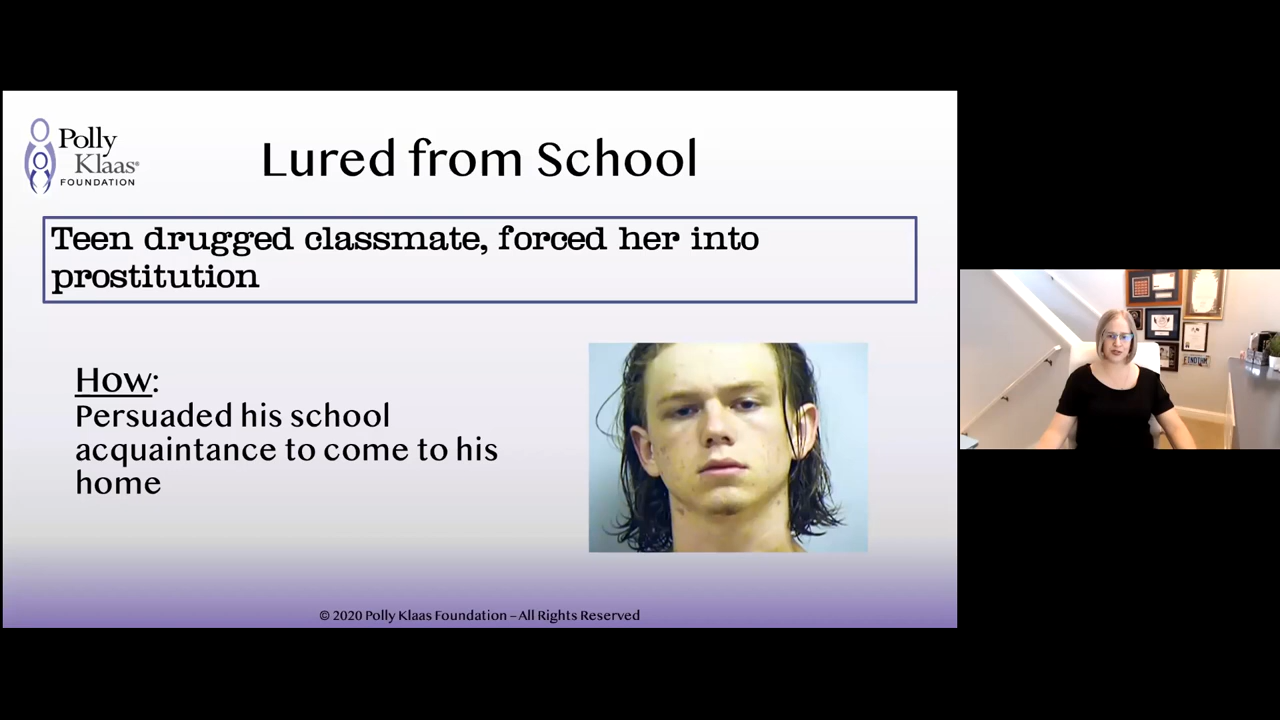 Polly
Klaas®
FOUNDATION
Lured from School
Teen drugged classmate, forced her into
prostitution
How:
Persuaded his school
acquaintance to come to his
home
© 2020 Polly Klaas Foundation – All Rights Reserved